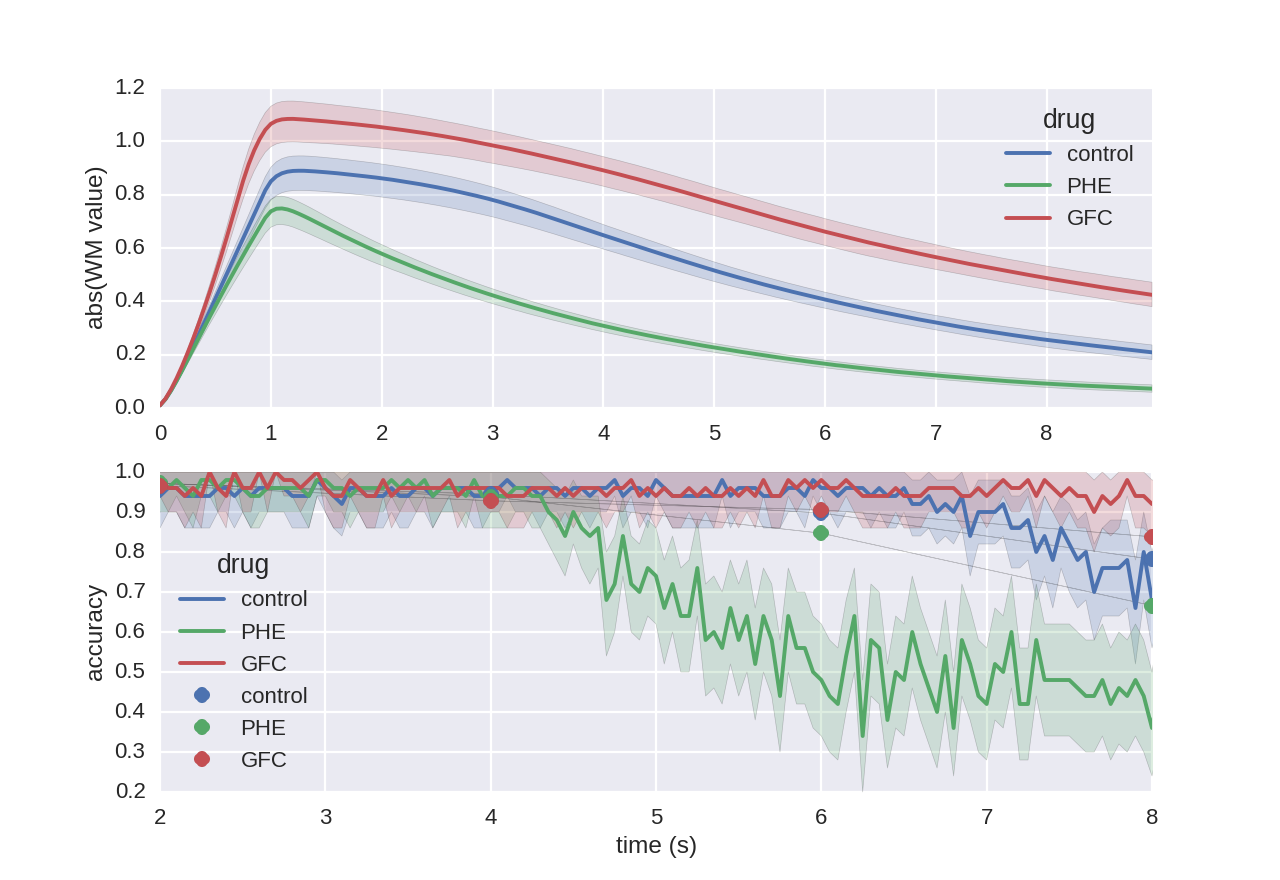 1.2
1.0
0.8
0.6
0.4
0.2
0.0
abs(WM value)
drug
control
PHE
GFC
0 1 2 3 4 5 6 7 8
1.0
0.9
0.8
0.7
0.6
0.5
0.4
0.3
0.2
accuracy
drug
control
PHE
GFC
control
PHE
GFC
2 3 4 5 6 7 8
time (s)